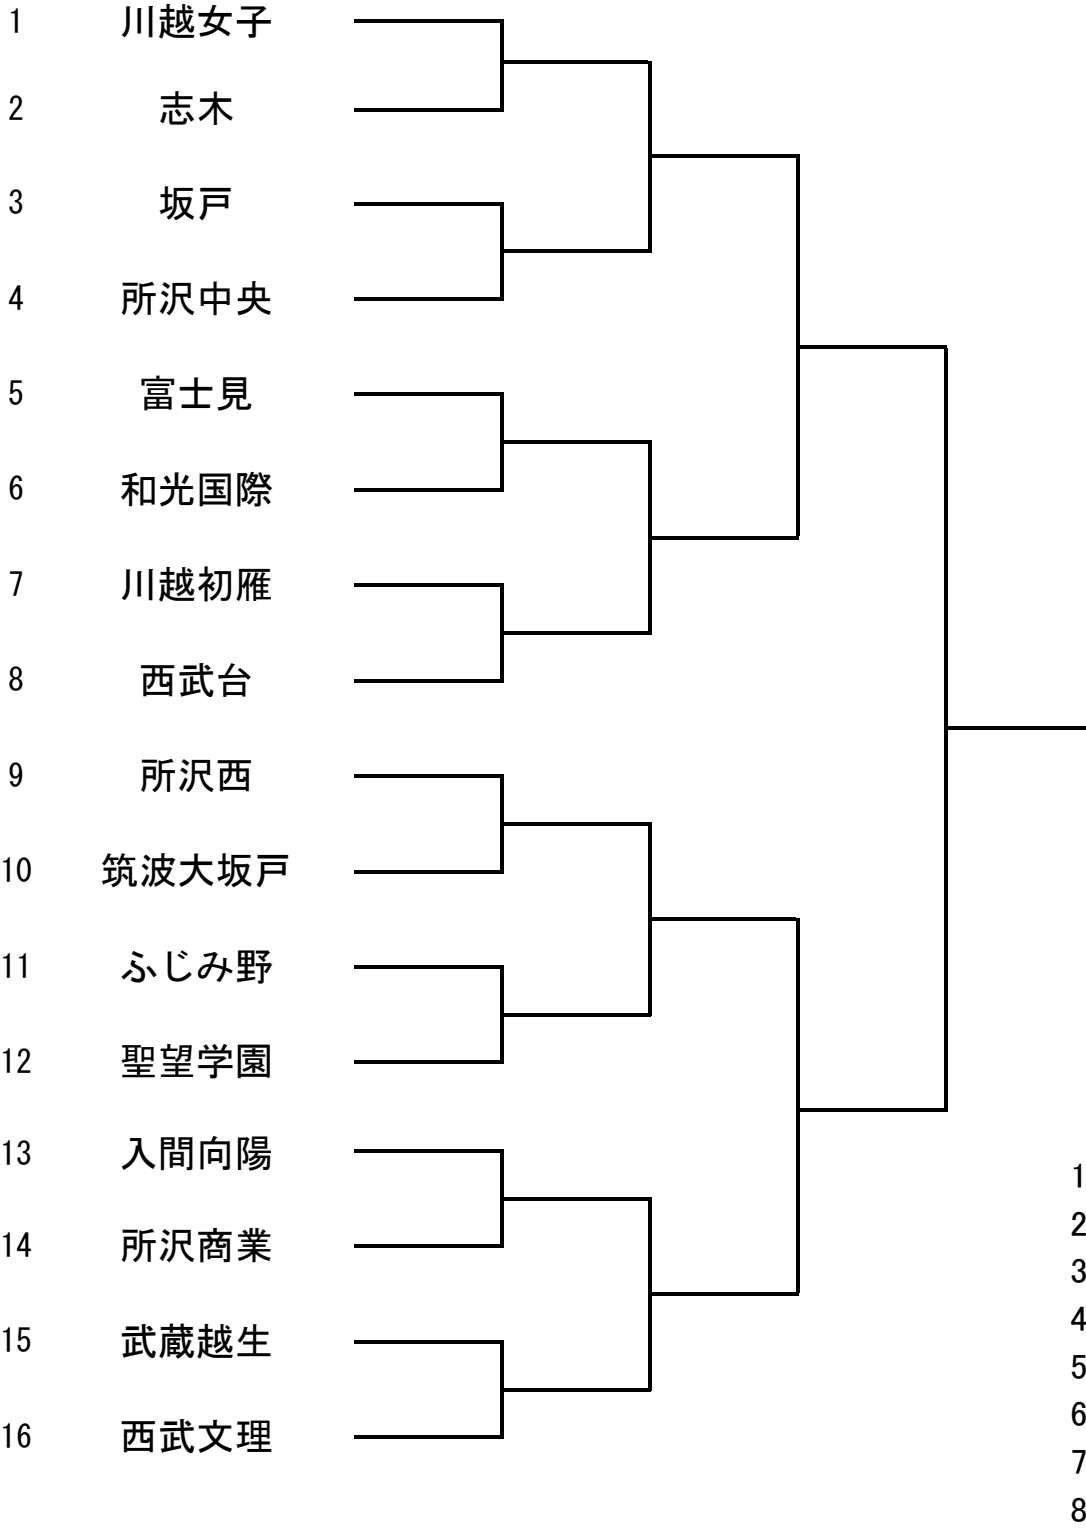 1 川越女子
2 志木
3 坂戸
4 所沢中央
5 富士見
6 和光国際
7 川越初雁
8 西武台
9 所沢西
10 筑波大坂戸
11 ふじみ野
12 聖望学園
13 入間向陽
14 所沢商業
15 武蔵越生
16 西武文理
1
2
3
4
5
6
7
8